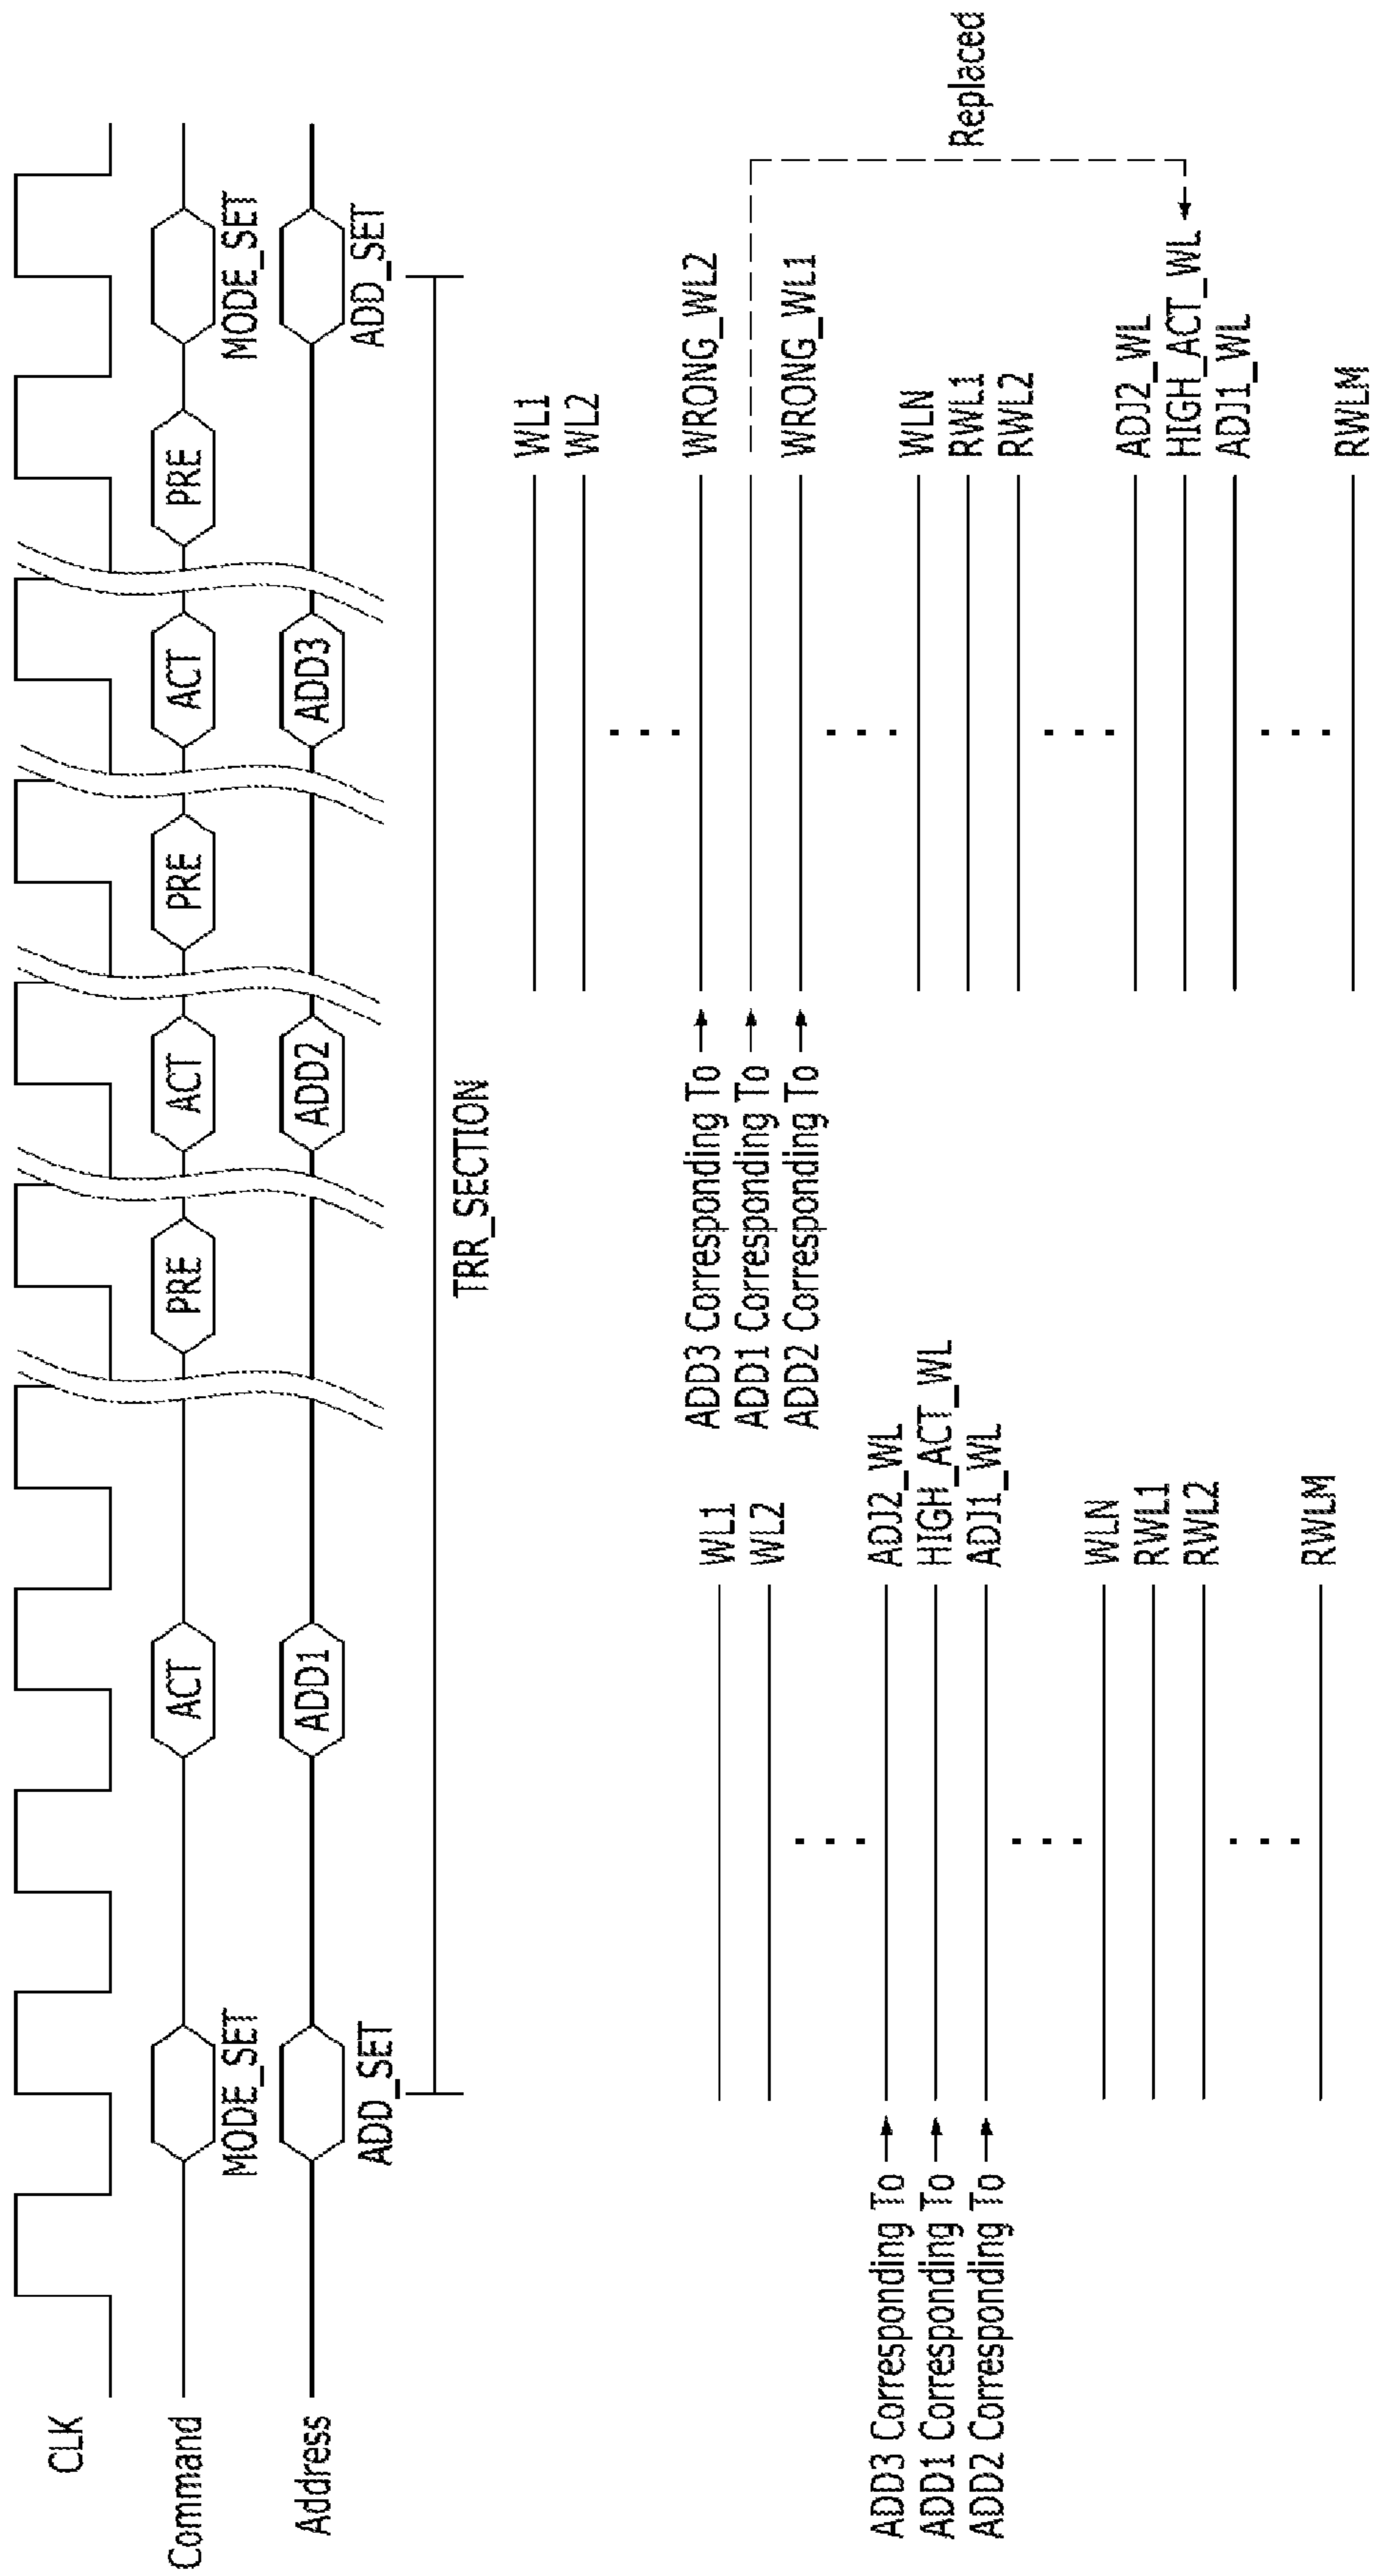 CLK
Command
MODE_SET
ACT
PRE
ACT
PRE
ACT
PRE
MODE_SET
Address
ADD_SET
ADD1
ADD2
ADD3
ADD_SET
TRR_SECTION
WL1
WL2
ADD3 Corresponding To
ADJ2_WL
ADD1 Corresponding To
HIGH_ACT_WL
ADD2 Corresponding To
ADJ1_WL
WLN
RWL1
RWL2
RWLM
WL1
WL2
ADD3 Corresponding To
WRONG_WL2
ADD1 Corresponding To
ADD2 Corresponding To
WRONG_WL1
WLN
RWL1
RWL2
ADJ2_WL
HIGH_ACT_WL
ADJ1_WL
RWLM
Replaced